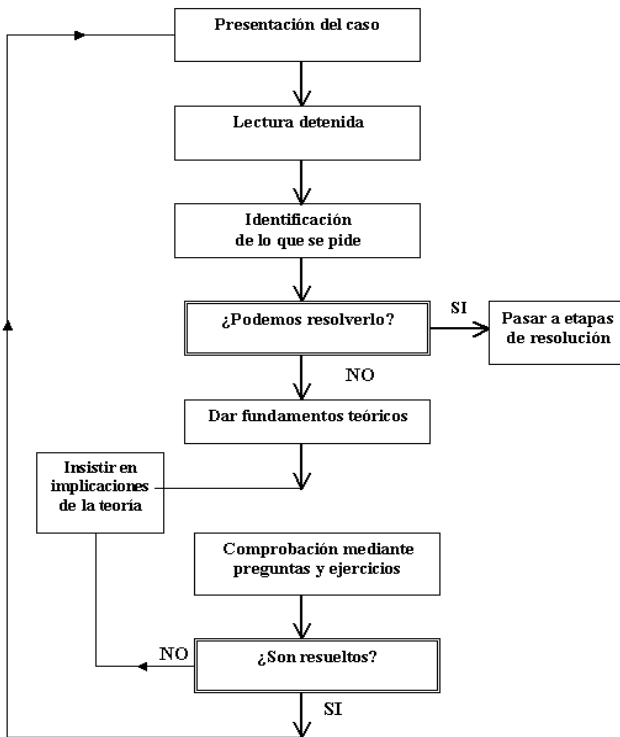 Presentación del caso
Lectura detenida
Identificación
de lo que se pide
¿Podemos resolverlo?
SI
Pasar a etapas
de resolución
NO
Dar fundamentos teóricos
Insistir en
implicaciones
de la teoría
Comprobación mediante
preguntas y ejercicios
NO
¿Son resueltos?
SI